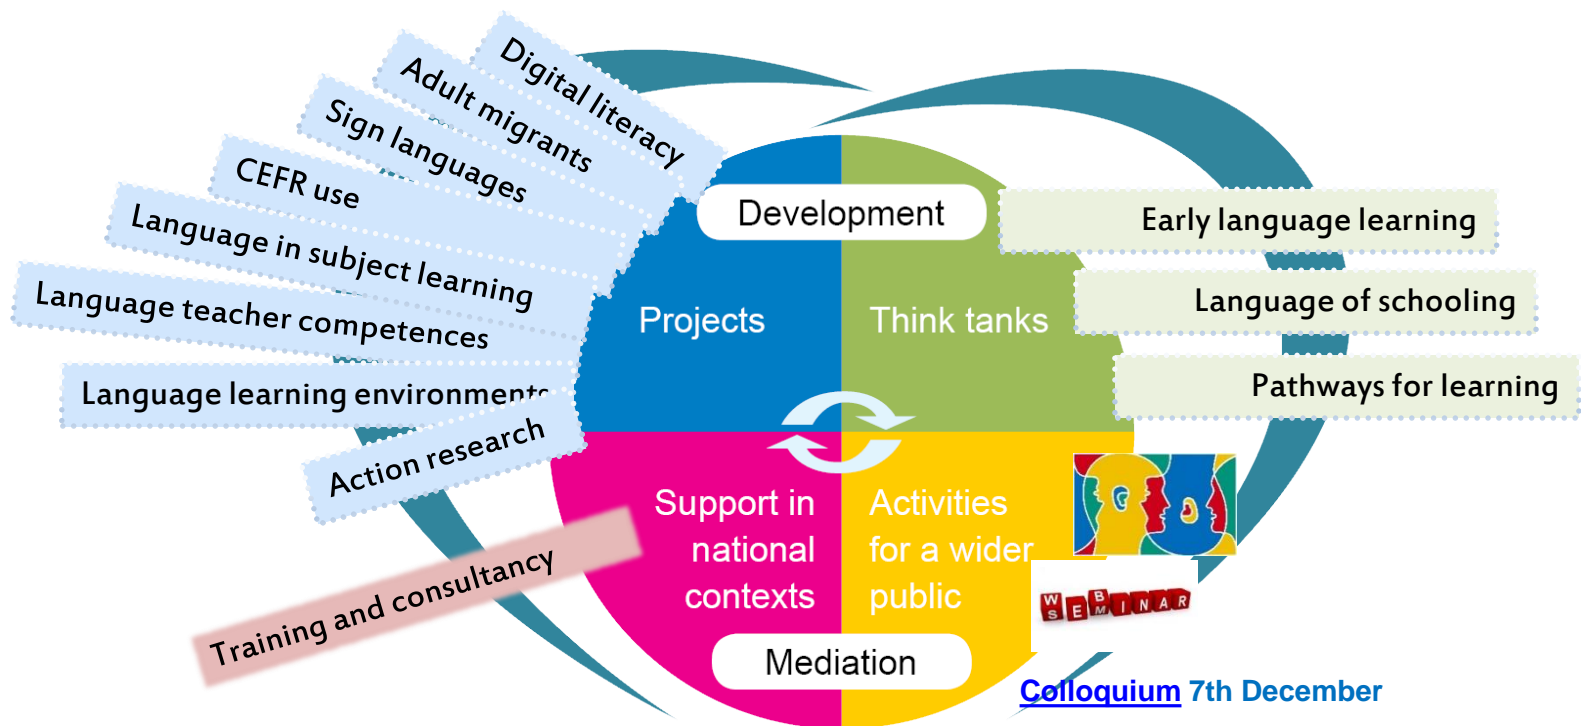 Digital literacy
Adult migrants
Sign languages
CEFR use
Language in subject learning
Language teacher competences
Language learning environments
Action research
Training and consultancy
Development
Projects
Think tanks
Early language learning
Language of schooling
Pathways for learning
Support in
national
contexts
Activities
for a wider
public
WEBINAR
S M
Mediation
Colloquium 7th December